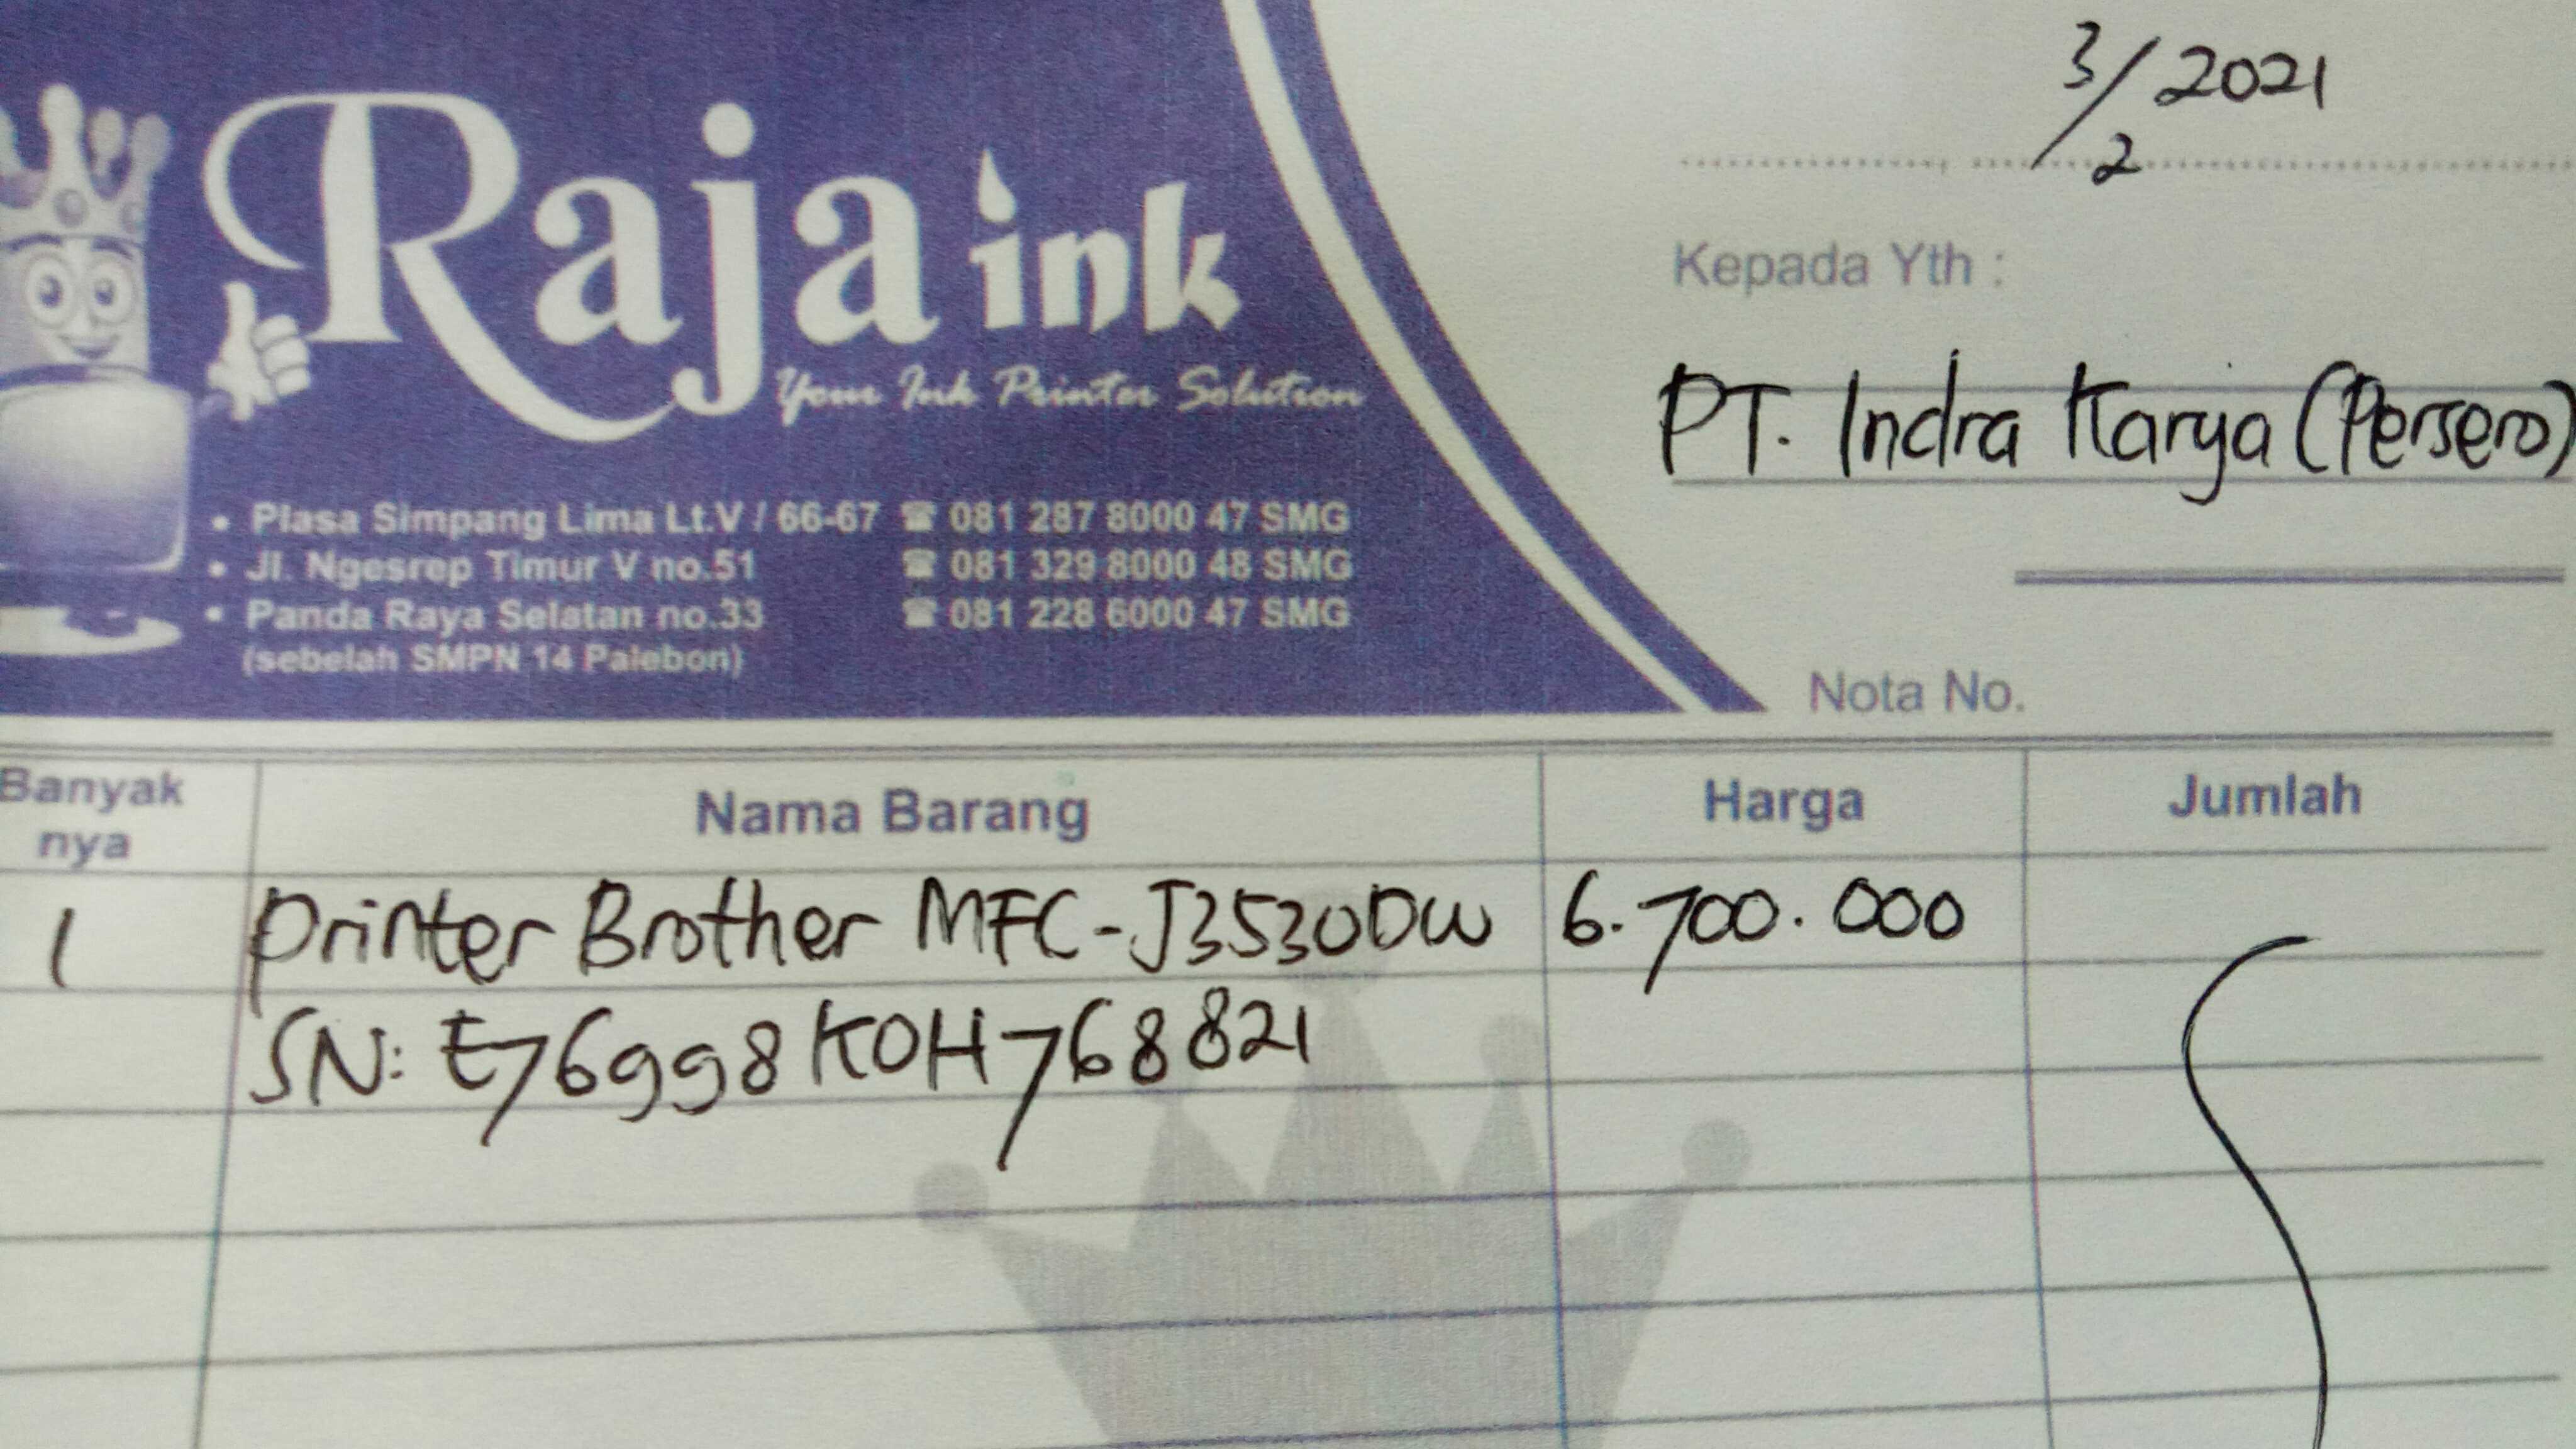 3/2 2021
Raja ink
Your Ink Printer Solution
Kepada Yth :
PT. Indra Karya (Persero)
• Plasa Simpang Lima Lt.V / 66-67 ☎ 081 287 8000 47 SMG
• Jl. Ngesrep Timur V no.51 ☎ 081 329 8000 48 SMG
• Panda Raya Selatan no.33 ☎ 081 228 6000 47 SMG
(sebelah SMPN 14 Palebon)
Nota No.
Banyak nya Nama Barang Harga Jumlah
1 Printer Brother MFC-J3530DW 6.700.000
SN: E76998K0H768821